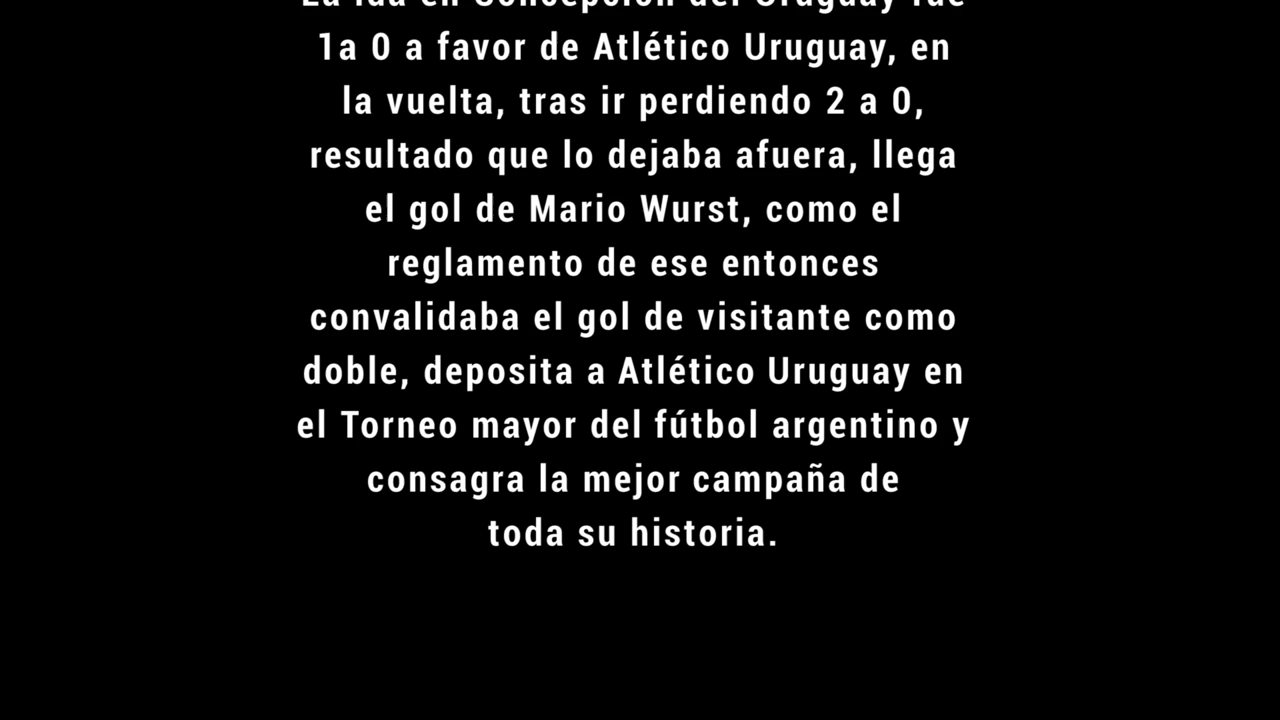 La ida en Concepción del Uruguay fue
1a 0 a favor de Atlético Uruguay, en
la vuelta, tras ir perdiendo 2 a 0,
resultado que lo dejaba afuera, llega
el gol de Mario Wurst, como el
reglamento de ese entonces
convalidaba el gol de visitante como
doble, deposita a Atlético Uruguay en
el Torneo mayor del fútbol argentino y
consagra la mejor campaña de
toda su historia.